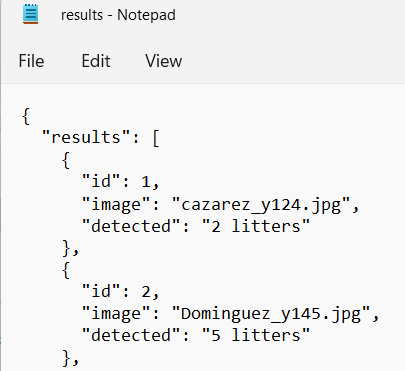 results - Notepad
File Edit View
{
"results": [
{
"id": 1,
"image": "cazarez_y124.jpg",
"detected": "2 litters"
},
{
"id": 2,
"image": "Dominguez_y145.jpg",
"detected": "5 litters"
},